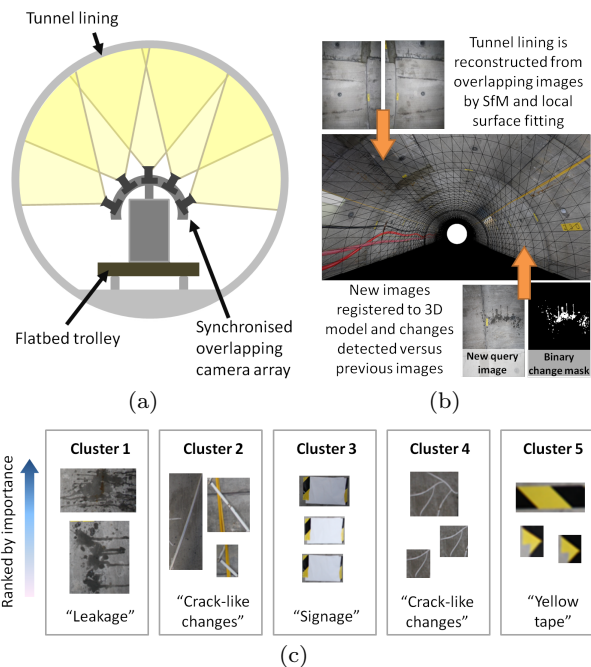 Tunnel lining
Flatbed trolley
Synchronised
overlapping
camera array
(a)
Tunnel lining is
reconstructed from
overlapping images
by SfM and local
surface fitting
New images
registered to 3D
model and changes
detected versus
previous images
New query
image
Binary
change mask
(b)
Ranked by importance
Cluster 1
“Leakage”
Cluster 2
“Crack-like
changes”
Cluster 3
“Signage”
Cluster 4
“Crack-like
changes”
Cluster 5
“Yellow
tape”
(c)